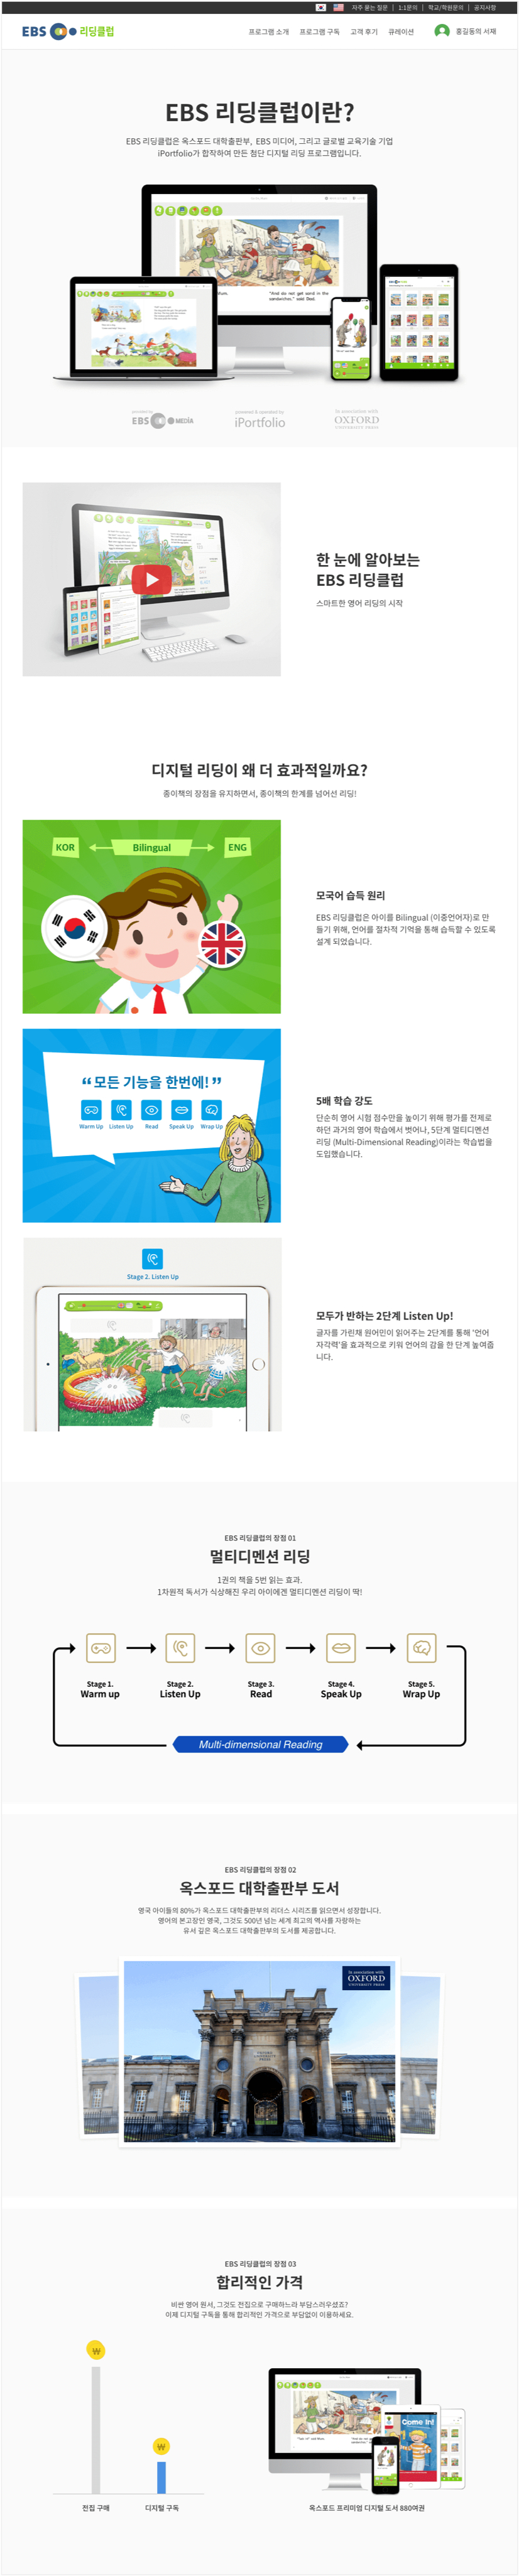 자주 묻는 질문 | 1:1문의 | 학교/학원문의 | 공지사항
EBS 리딩클럽
프로그램 소개 프로그램 구독 고객 후기 큐레이션 홍길동의 서재
EBS 리딩클럽이란?
EBS 리딩클럽은 옥스포드 대학출판부, EBS 미디어, 그리고 글로벌 교육기술 기업
iPortfolio가 합작하여 만든 첨단 디지털 리딩 프로그램입니다.
"And do not get sand in the
sandwiches," said Dad.
provided by
EBS MEDIA
powered & operated by
iPortfolio
In association with
OXFORD
UNIVERSITY PRESS
한 눈에 알아보는
EBS 리딩클럽
스마트한 영어 리딩의 시작
디지털 리딩이 왜 더 효과적일까요?
종이책의 장점을 유지하면서, 종이책의 한계를 넘어선 리딩!
KOR Bilingual ENG
모국어 습득 원리
EBS 리딩클럽은 아이를 Bilingual (이중언어자)로 만
들기 위해, 언어를 절차적 기억을 통해 습득할 수 있도록
설계 되었습니다.
“ 모든 기능을 한번에! ”
Warm Up Listen Up Read Speak Up Wrap Up
5배 학습 강도
단순히 영어 시험 점수만을 높이기 위해 평가를 전제로
하던 과거의 영어 학습에서 벗어나, 5단계 멀티디멘션
리딩 (Multi-Dimensional Reading)이라는 학습법을
도입했습니다.
Stage 2. Listen Up
모두가 반하는 2단계 Listen Up!
글자를 가린채 원어민이 읽어주는 2단계를 통해 '언어
자각력'을 효과적으로 키워 언어의 감을 한 단계 높여줍
니다.
EBS 리딩클럽의 장점 01
멀티디멘션 리딩
1권의 책을 5번 읽는 효과.
1차원적 독서가 식상해진 우리 아이에겐 멀티디멘션 리딩이 딱!
Stage 1. Stage 2. Stage 3. Stage 4. Stage 5.
Warm up Listen Up Read Speak Up Wrap Up
Multi-dimensional Reading
EBS 리딩클럽의 장점 02
옥스포드 대학출판부 도서
영국 아이들의 80%가 옥스포드 대학출판부의 리더스 시리즈를 읽으면서 성장합니다.
영어의 본고장인 영국, 그것도 500년 넘는 세계 최고의 역사를 자랑하는
유서 깊은 옥스포드 대학출판부의 도서를 제공합니다.
In association with
OXFORD
UNIVERSITY PRESS
EBS 리딩클럽의 장점 03
합리적인 가격
비싼 영어 원서, 그것도 전집으로 구매하느라 부담스러우셨죠?
이제 디지털 구독을 통해 합리적인 가격으로 부담없이 이용하세요.
₩
₩
Come In!
전집 구매 디지털 구독 옥스포드 프리미엄 디지털 도서 880여권